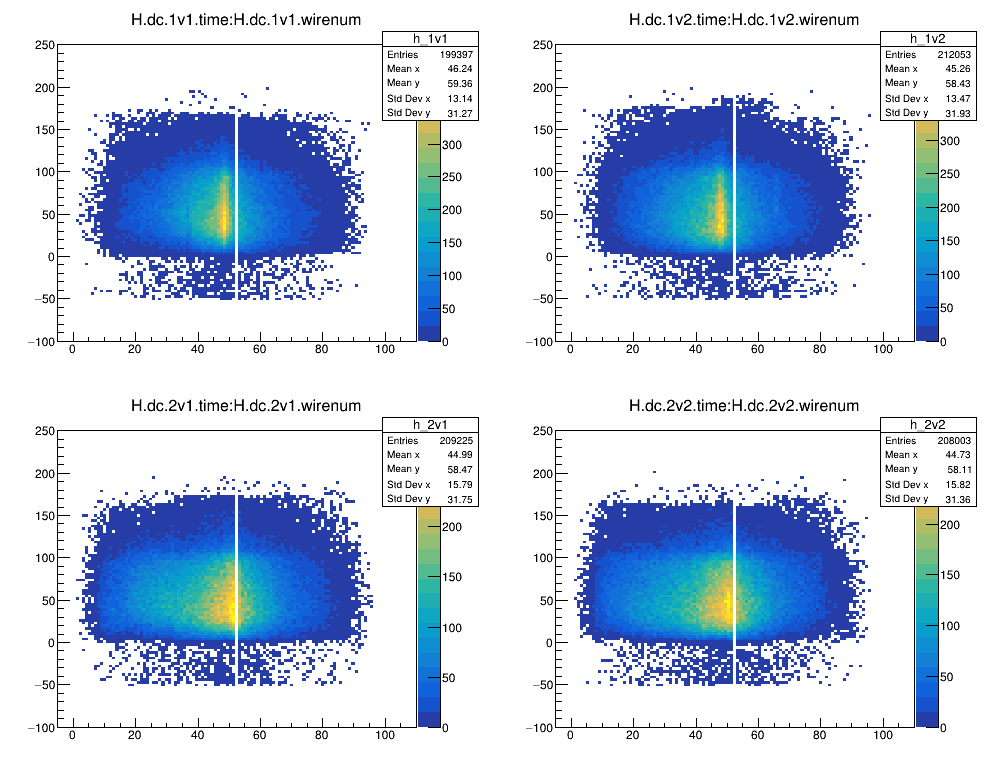 H.dc.1v1.time:H.dc.1v1.wirenum
h_1v1
Entries 199397
Mean x 46.24
Mean y 59.36
Std Dev x 13.14
Std Dev y 31.27
250
200
150
100
50
0
−50
−100
0 20 40 60 80 100
300
250
200
150
100
50
0
H.dc.1v2.time:H.dc.1v2.wirenum
h_1v2
Entries 212053
Mean x 45.26
Mean y 58.43
Std Dev x 13.47
Std Dev y 31.93
250
200
150
100
50
0
−50
−100
0 20 40 60 80 100
300
250
200
150
100
50
0
H.dc.2v1.time:H.dc.2v1.wirenum
h_2v1
Entries 209225
Mean x 44.99
Mean y 58.47
Std Dev x 15.79
Std Dev y 31.75
250
200
150
100
50
0
−50
−100
0 20 40 60 80 100
200
150
100
50
0
H.dc.2v2.time:H.dc.2v2.wirenum
h_2v2
Entries 208003
Mean x 44.73
Mean y 58.11
Std Dev x 15.82
Std Dev y 31.36
250
200
150
100
50
0
−50
−100
0 20 40 60 80 100
200
150
100
50
0